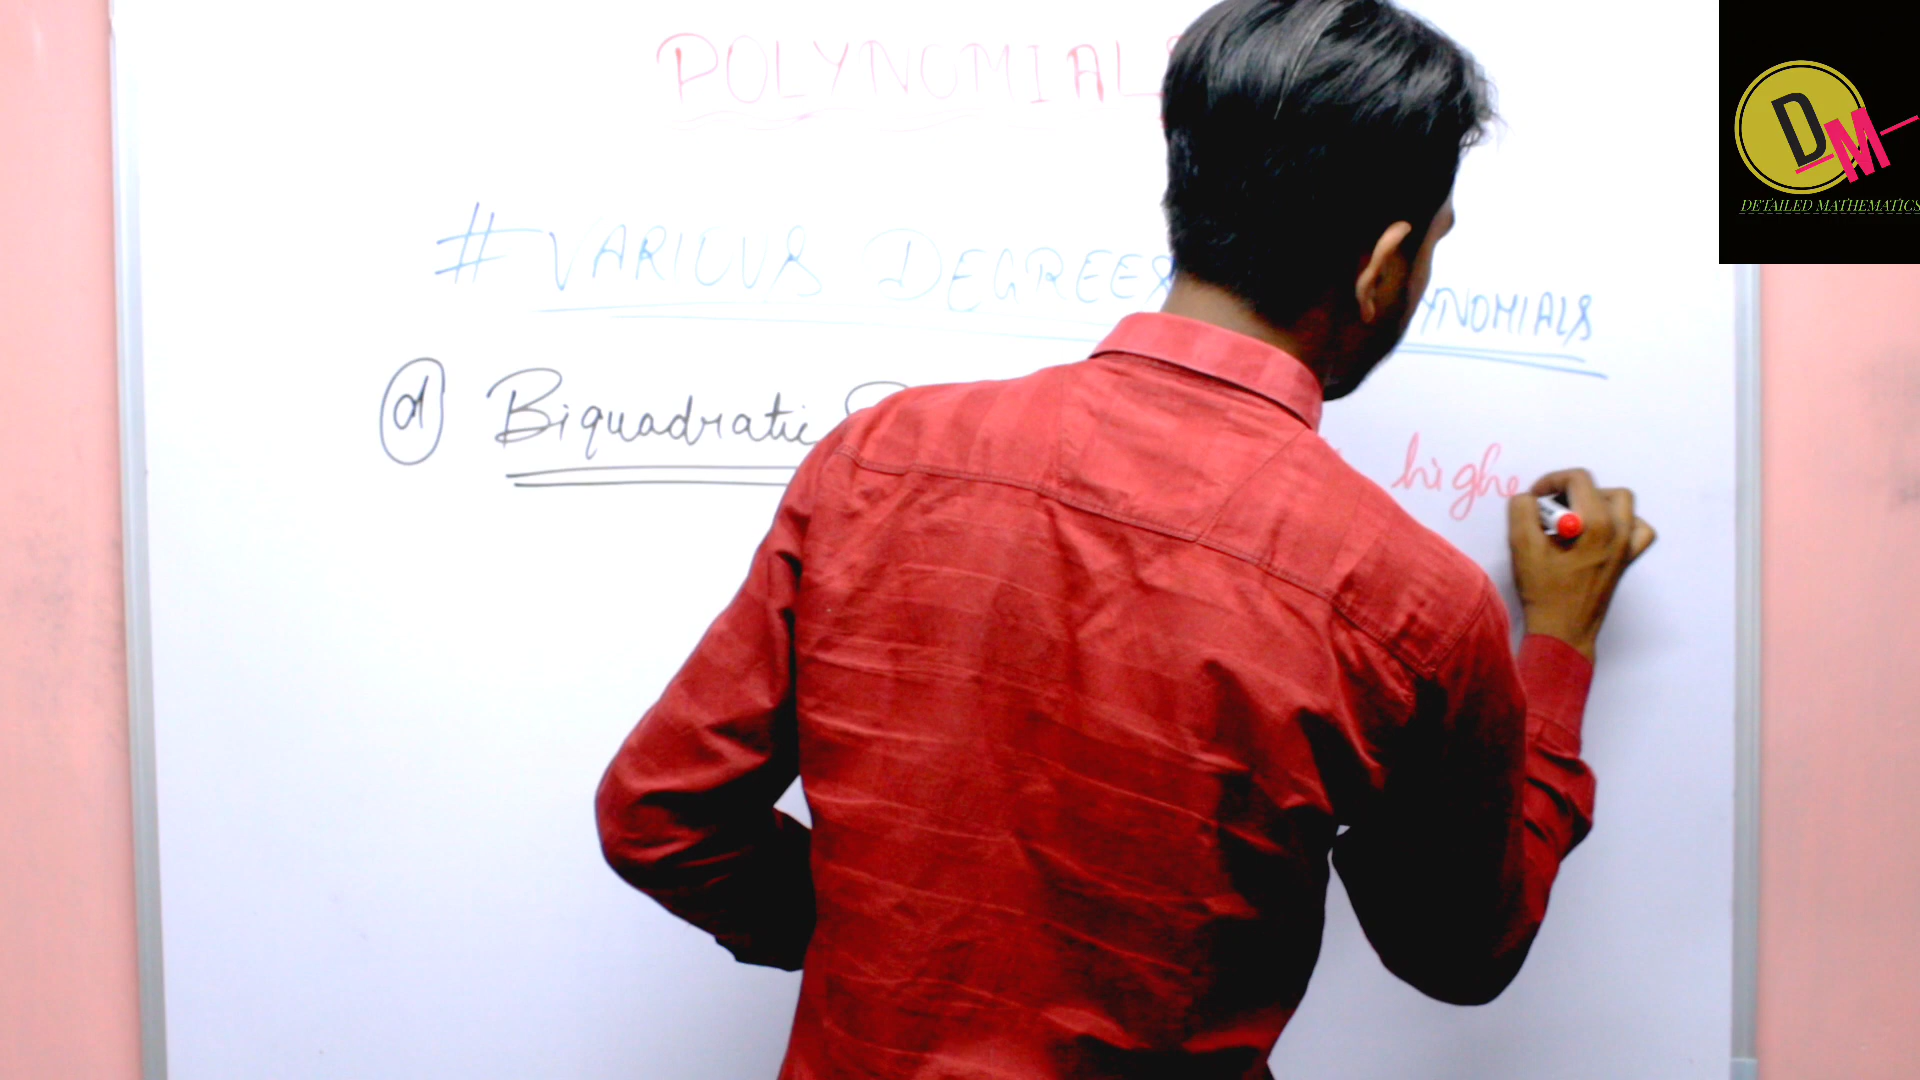 POLYNOMIALS
DM
DETAILED MATHEMATICS
# VARIOUS DEGREES YNOMIALS
d Biquadratic highe